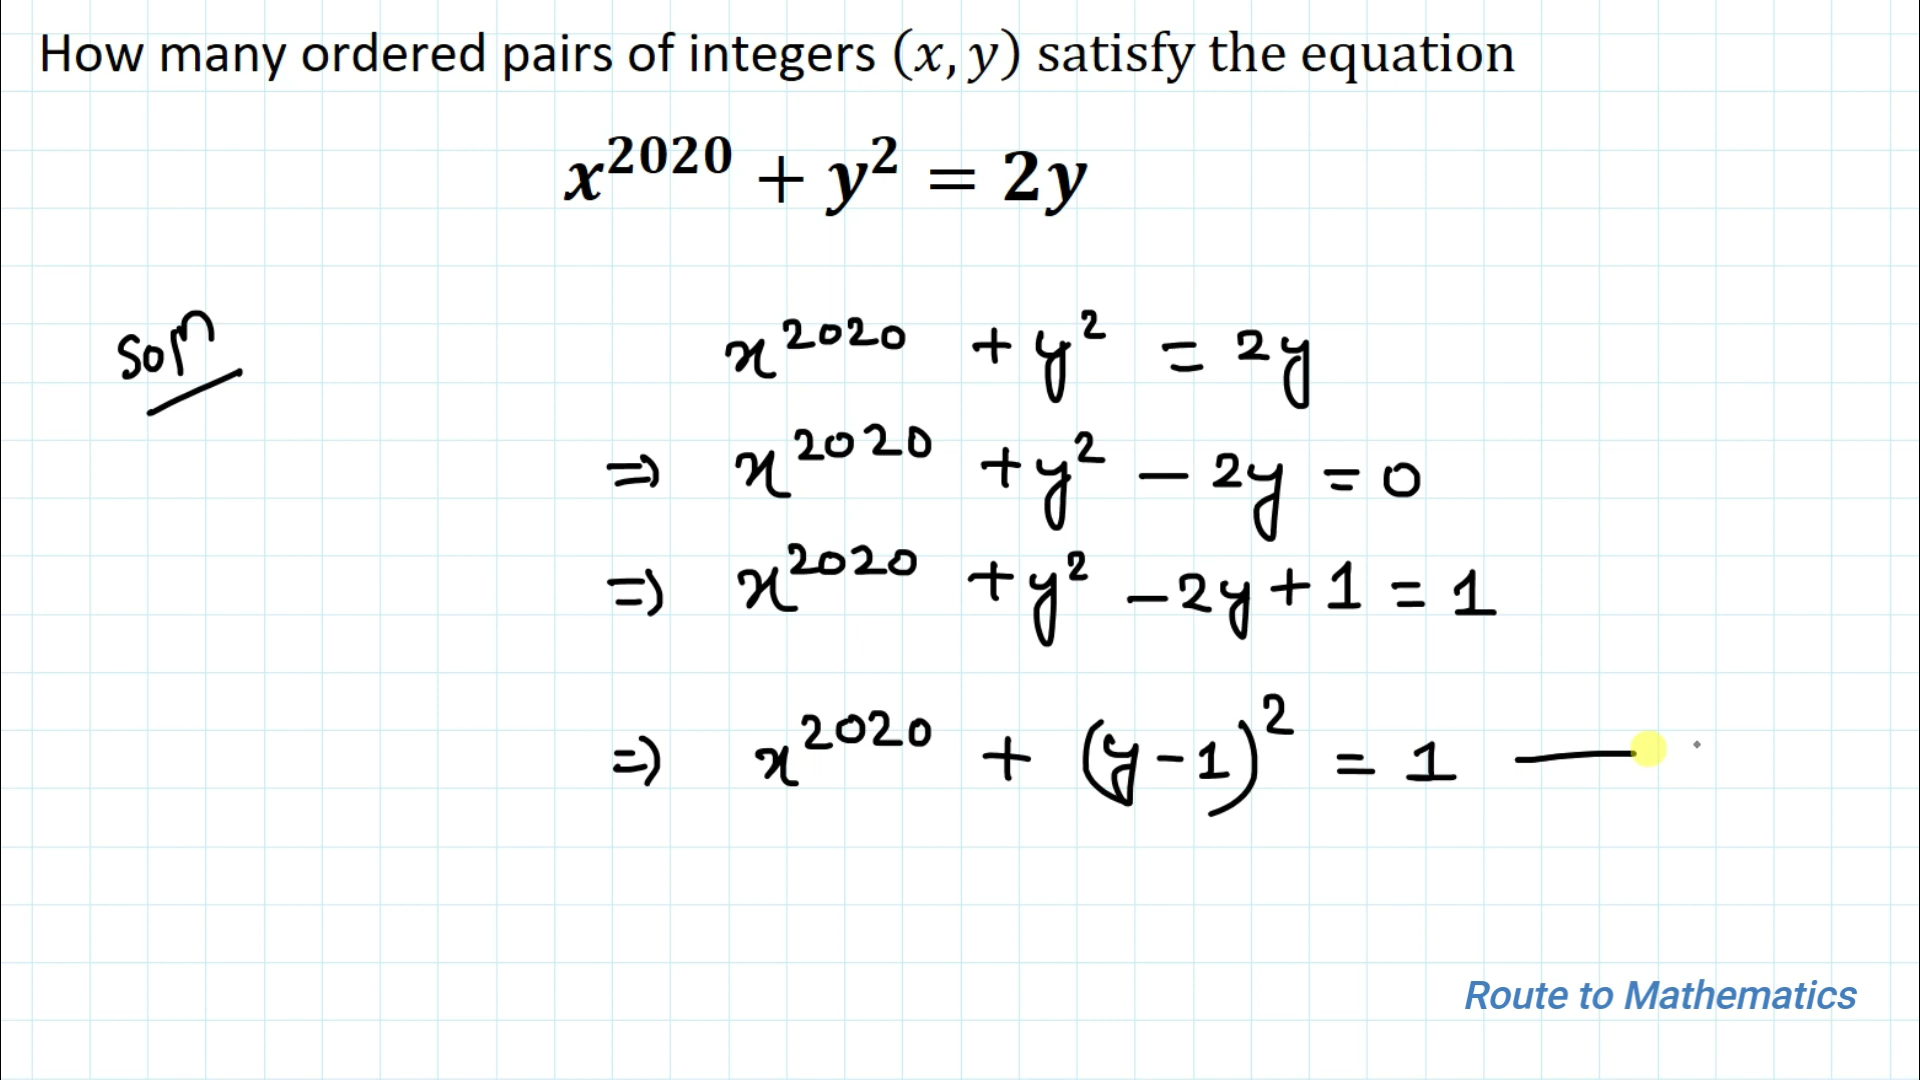 How many ordered pairs of integers (x, y) satisfy the equation
x^2020 + y^2 = 2y
Soln
x^2020 + y^2 = 2y
⇒ x^2020 + y^2 - 2y = 0
⇒ x^2020 + y^2 - 2y + 1 = 1
⇒ x^2020 + (y-1)^2 = 1 —
Route to Mathematics